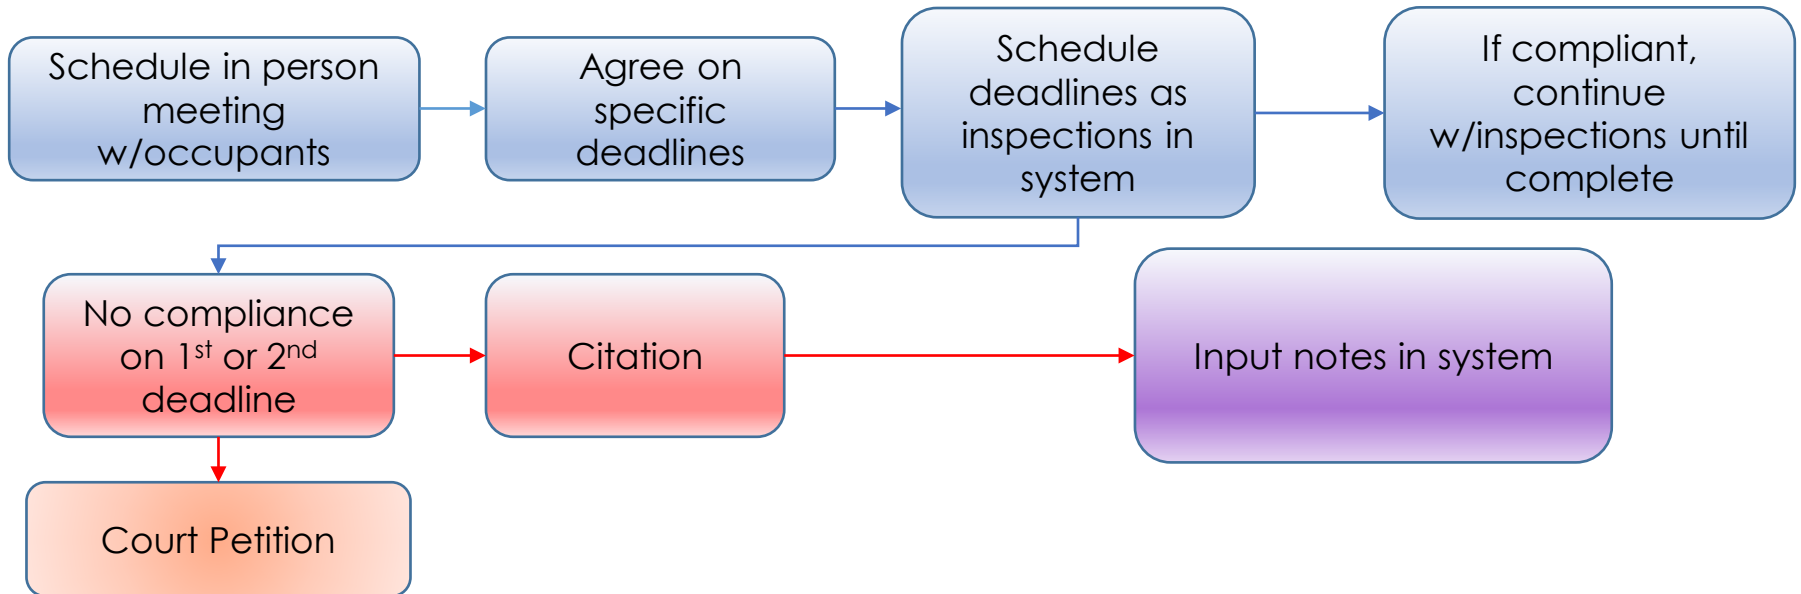 Schedule in person
meeting
w/occupants
Agree on
specific
deadlines
Schedule
deadlines as
inspections in
system
If compliant,
continue
w/inspections until
complete
No compliance
on 1st or 2nd
deadline
Citation
Input notes in system
Court Petition